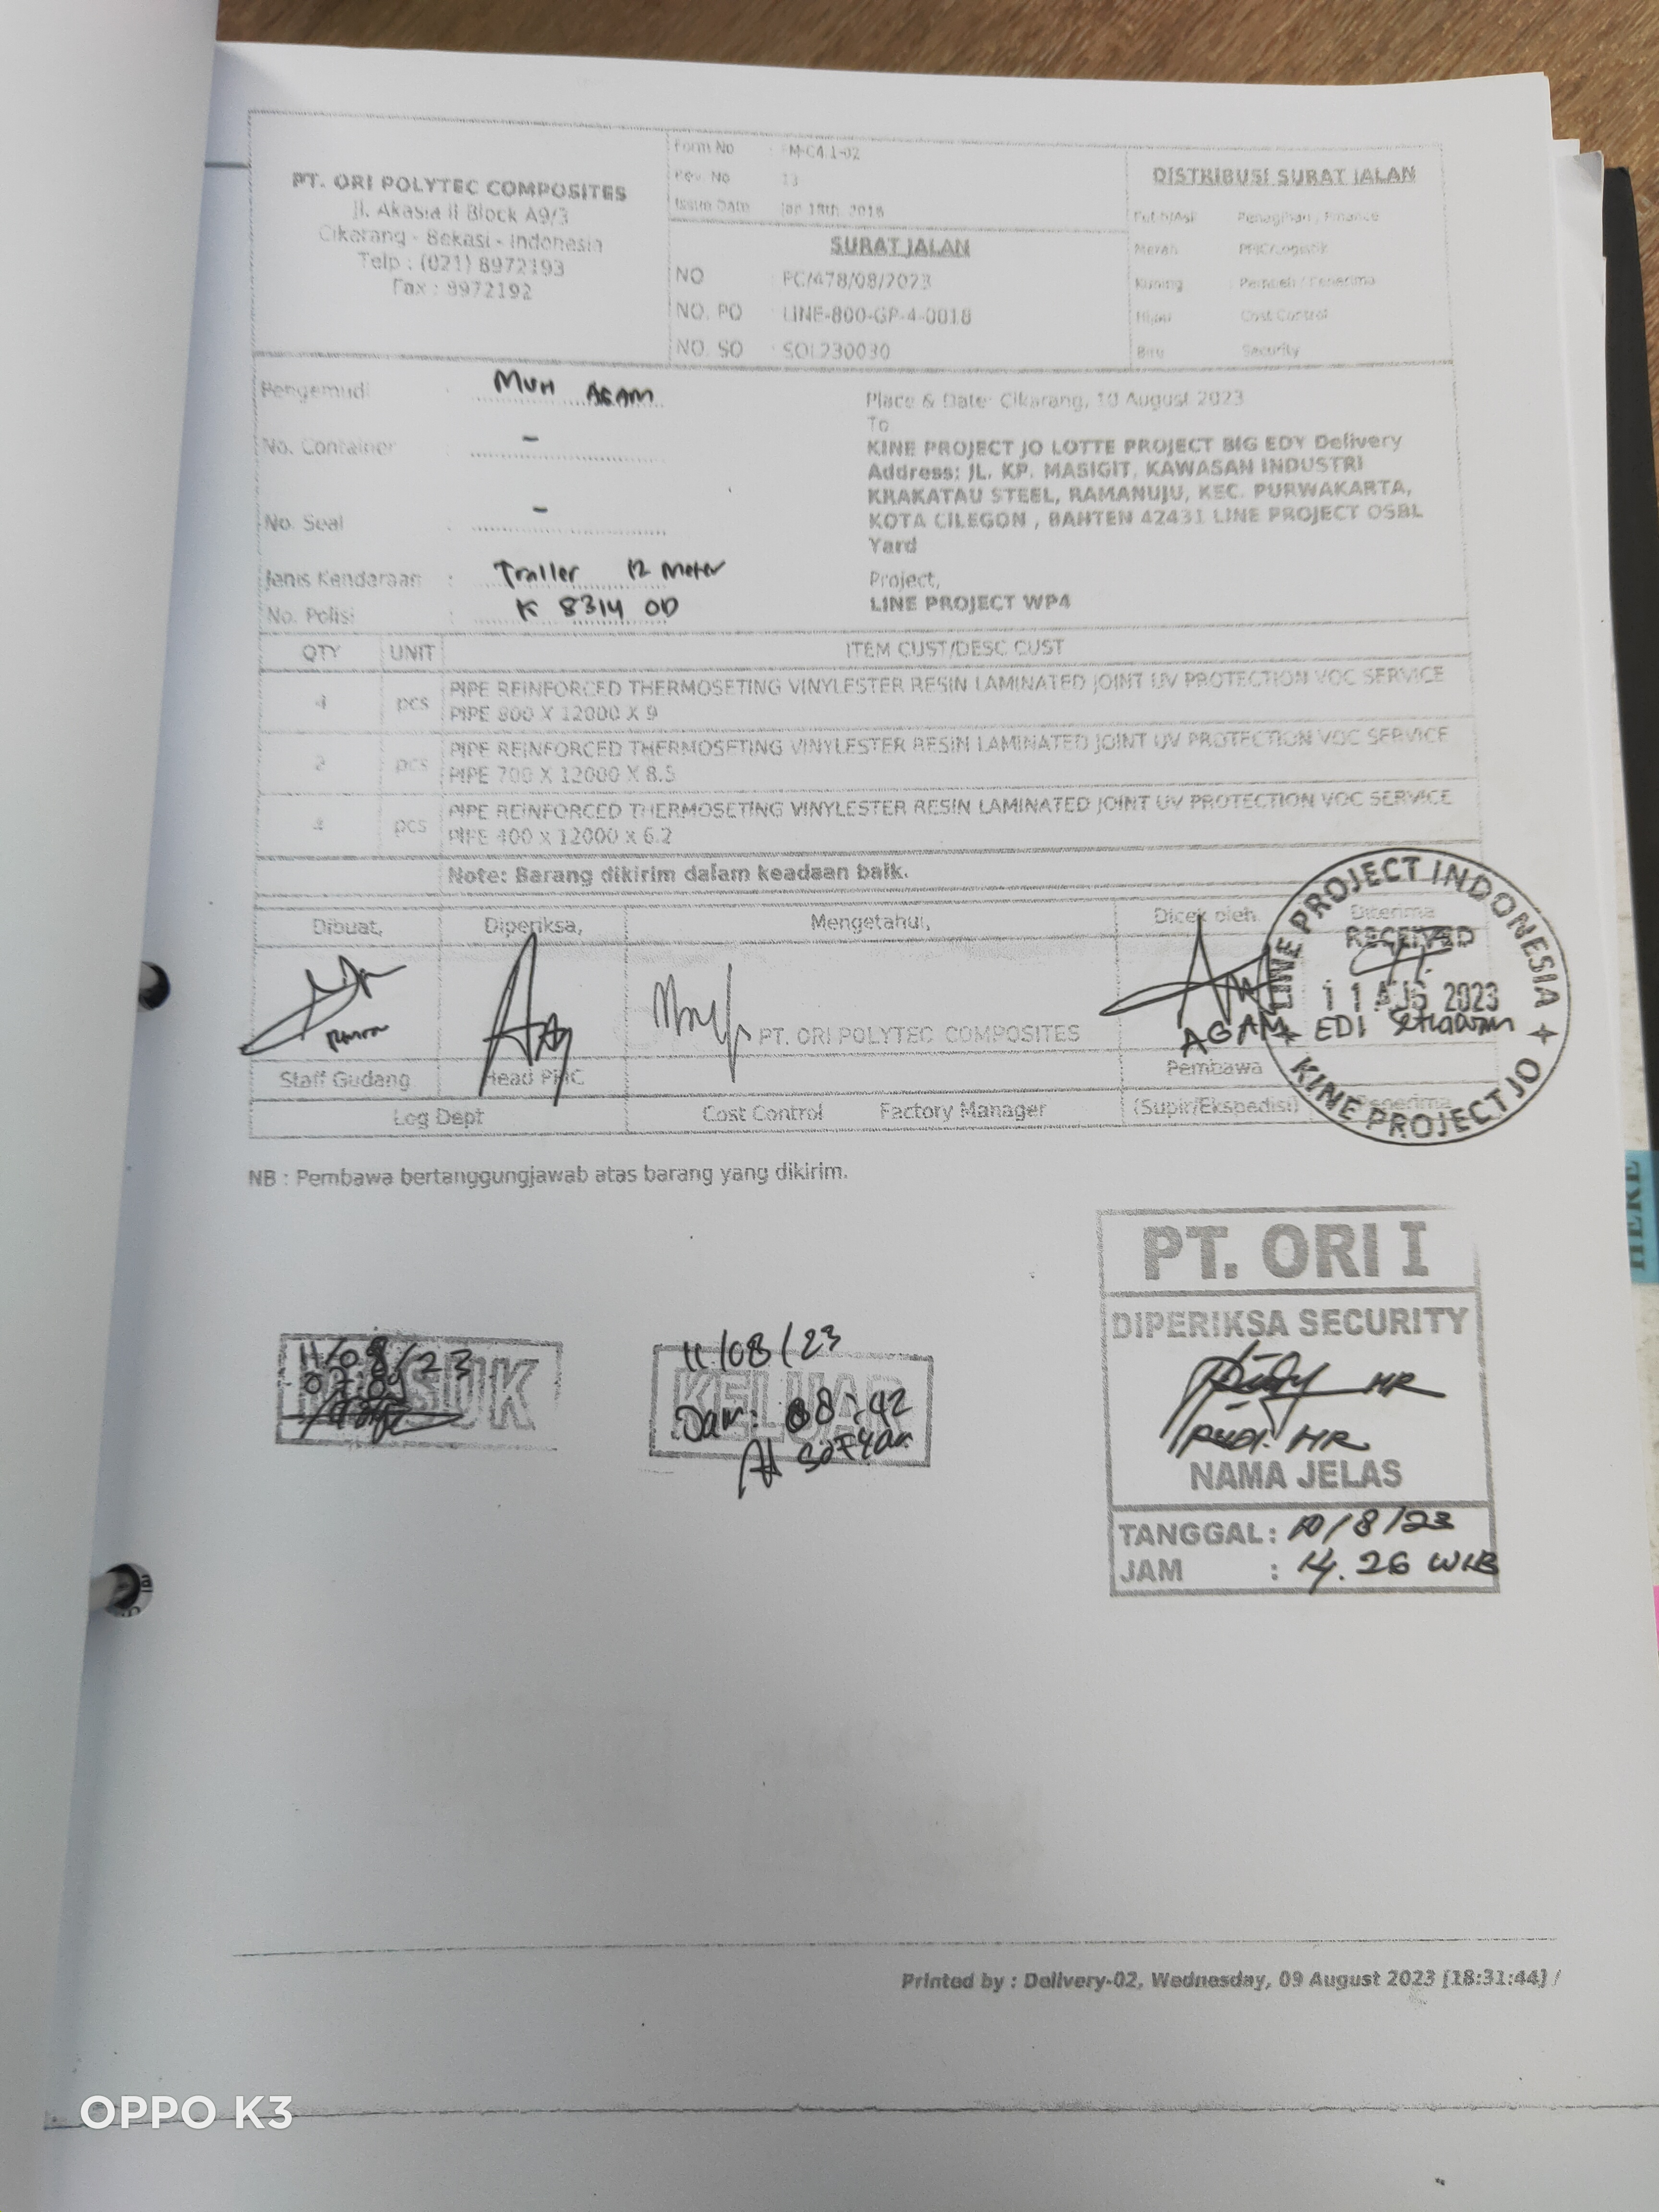 PT. ORI POLYTEC COMPOSITES
Jl. Akasia II Block A9/3
Cikarang - Bekasi - Indonesia
Telp : (021) 8972193
Fax : 8972192
Form No : FM-C4.1-02
Rev. No : 13
Issue Date : Jan 18th, 2018
SURAT JALAN
NO : PC/478/08/2023
NO. PO : LINE-800-GP-4-0018
NO. SO : SOL230030
DISTRIBUSI SURAT JALAN
Putih/Asli Penagihan / Finance
Merah PPIC/Logistik
Kuning Pembeli / Penerima
Hijau Cost Control
Biru Security
Pengemudi : MUH AGAM
No. Container : -
No. Seal : -
Jenis Kendaraan : Trailler 12 Meter
No. Polisi : K 8314 OD
Place & Date: Cikarang, 10 August 2023
To
KINE PROJECT JO LOTTE PROJECT BIG EDY Delivery
Address: JL. KP. MASIGIT, KAWASAN INDUSTRI
KRAKATAU STEEL, RAMANUJU, KEC. PURWAKARTA,
KOTA CILEGON , BANTEN 42431 LINE PROJECT OSBL
Yard
Project,
LINE PROJECT WP4
QTY UNIT ITEM CUST/DESC CUST
4 pcs PIPE REINFORCED THERMOSETING VINYLESTER RESIN LAMINATED JOINT UV PROTECTION VOC SERVICE
PIPE 800 X 12000 X 9
2 pcs PIPE REINFORCED THERMOSETING VINYLESTER RESIN LAMINATED JOINT UV PROTECTION VOC SERVICE
PIPE 700 X 12000 X 8.5
pcs PIPE REINFORCED THERMOSETING VINYLESTER RESIN LAMINATED JOINT UV PROTECTION VOC SERVICE
PIPE 400 x 12000 x 6.2
Note: Barang dikirim dalam keadaan baik.
Dibuat, Diperiksa, Mengetahui, Dicek oleh, Diterima
LINE PROJECT INDONESIA
RECEIVED
11 AUG 2023
PT. ORI POLYTEC COMPOSITES
AGAM EDI Setiawan
KINE PROJECT JO
Staff Gudang Head PPIC Pembawa
Log Dept Cost Control Factory Manager (Supir/Ekspedisi) Penerima
NB : Pembawa bertanggungjawab atas barang yang dikirim.
PT. ORI I
DIPERIKSA SECURITY
NAMA JELAS
TANGGAL : 10/8/23
JAM : 14.26 WIB
MASUK
11/08/23
KELUAR
11/08/23
Jam: 08:42
Sofyan
Printed by : Delivery-02, Wednesday, 09 August 2023 [18:31:44] /
HERE
OPPO K3